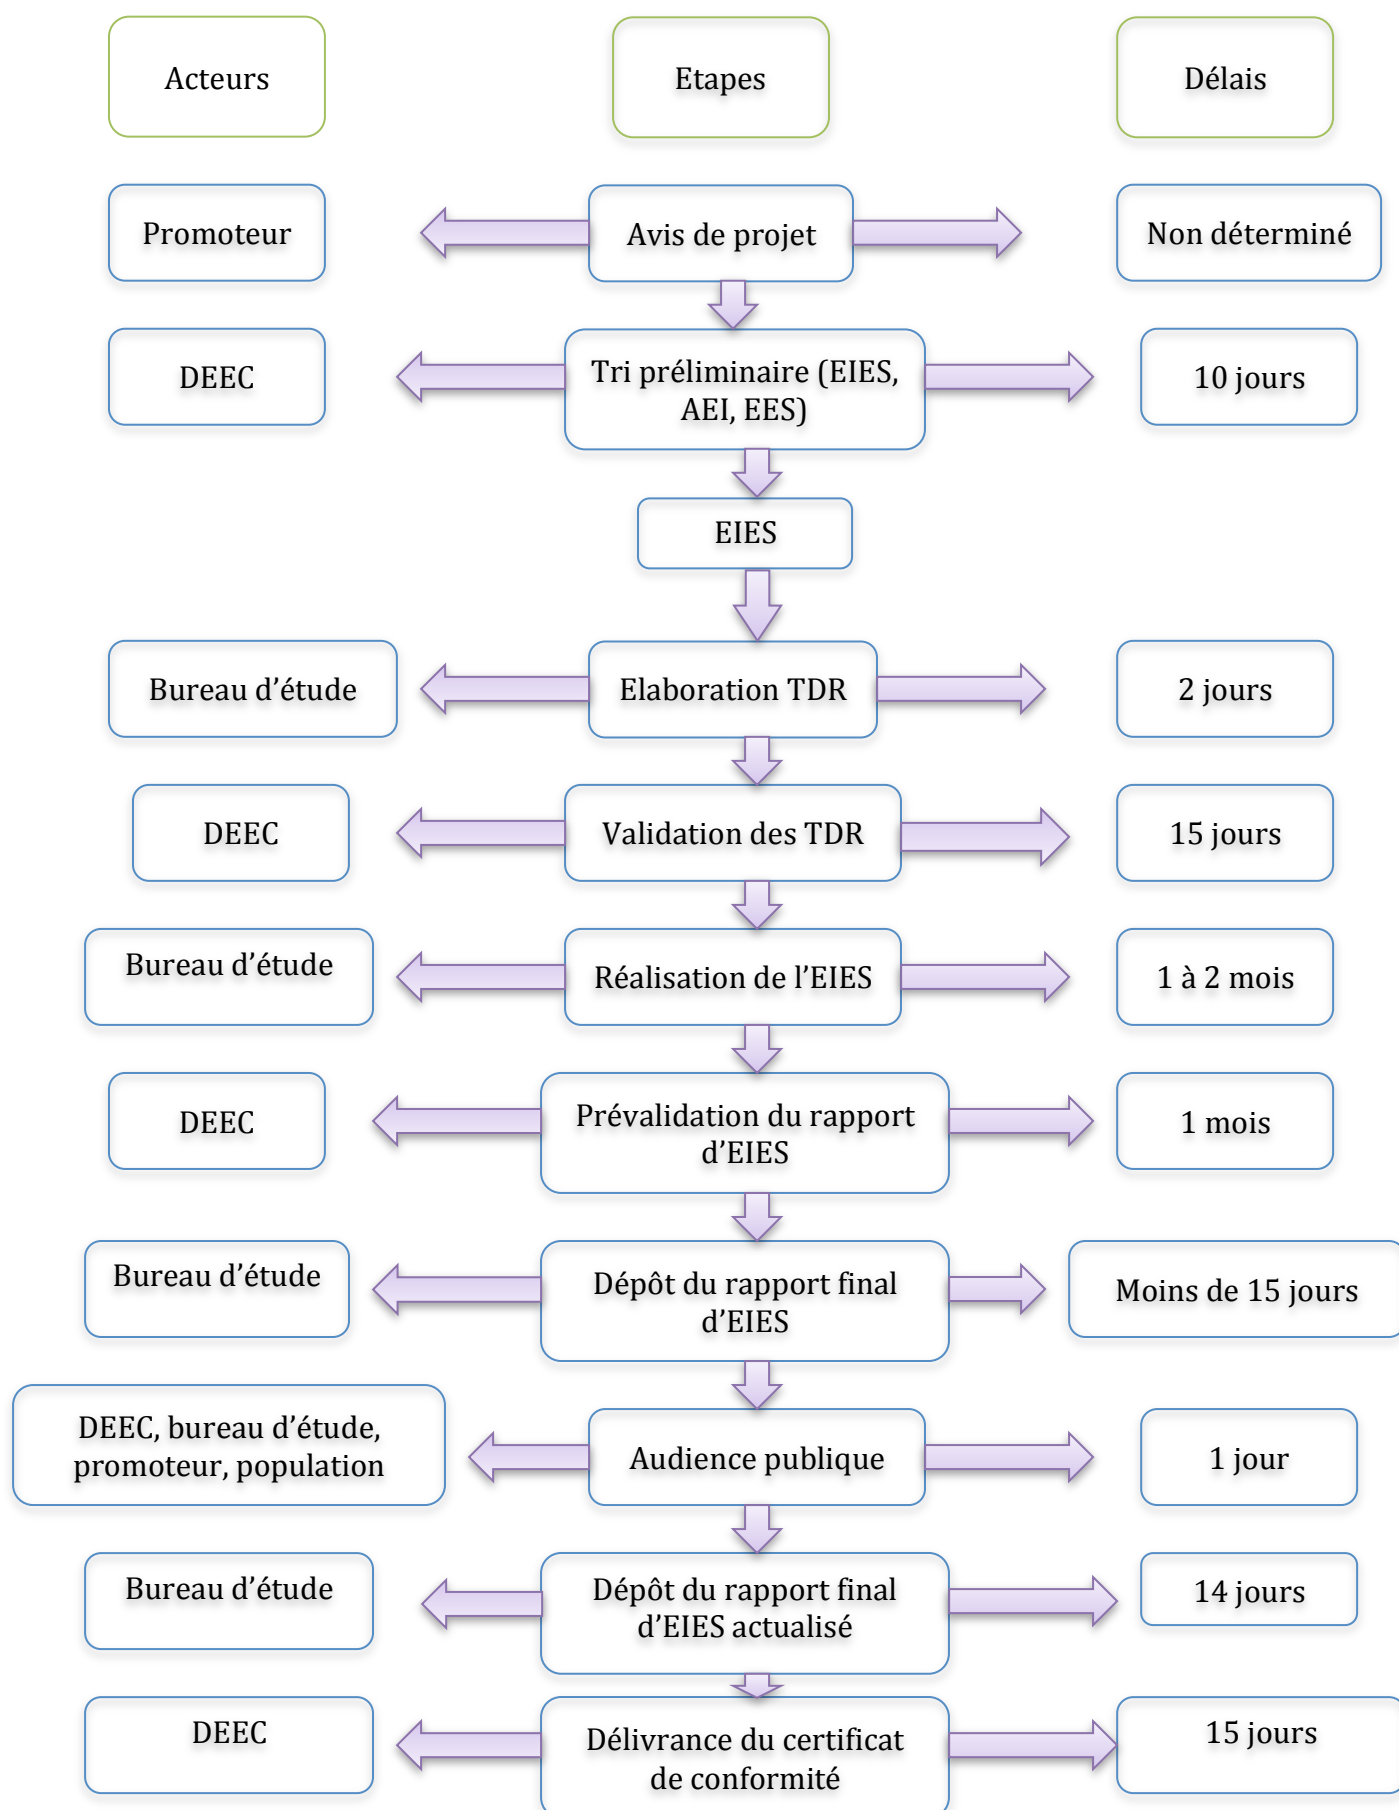 Acteurs
Etapes
Délais
Promoteur
Avis de projet
Non déterminé
DEEC
Tri préliminaire (EIES,
AEI, EES)
10 jours
EIES
Bureau d’étude
Elaboration TDR
2 jours
DEEC
Validation des TDR
15 jours
Bureau d’étude
Réalisation de l’EIES
1 à 2 mois
DEEC
Prévalidation du rapport
d’EIES
1 mois
Bureau d’étude
Dépôt du rapport final
d’EIES
Moins de 15 jours
DEEC, bureau d’étude,
promoteur, population
Audience publique
1 jour
Bureau d’étude
Dépôt du rapport final
d’EIES actualisé
14 jours
DEEC
Délivrance du certificat
de conformité
15 jours